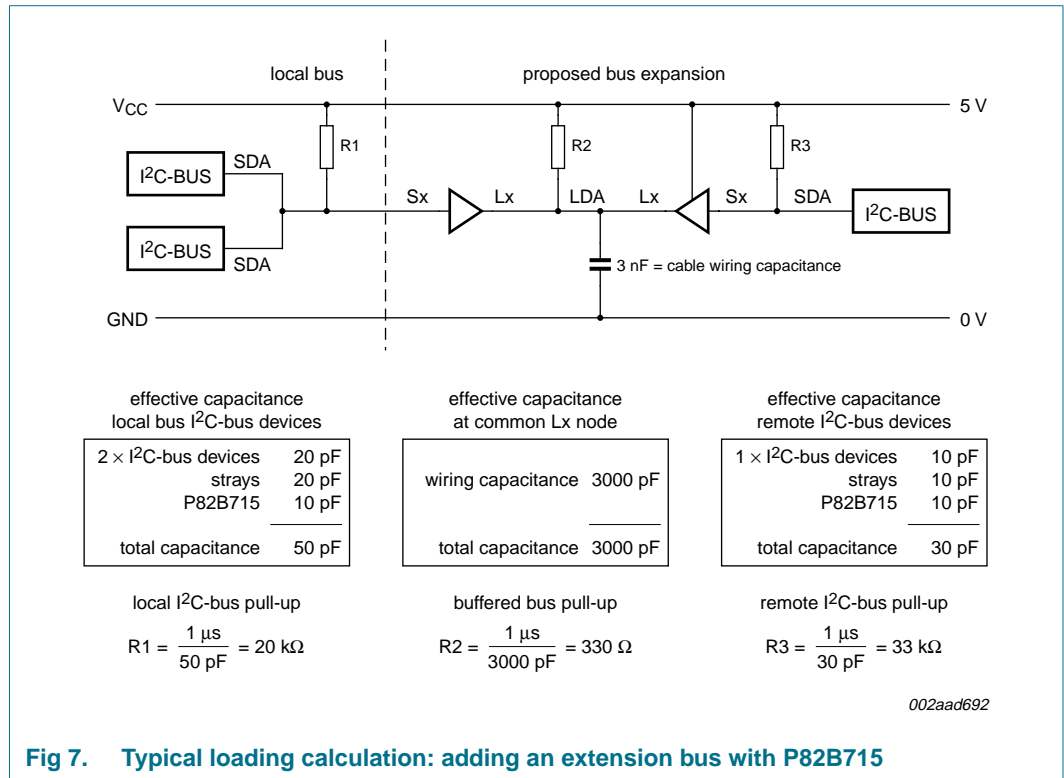 local bus
proposed bus expansion
VCC
5 V
R1
R2
R3
I²C-BUS
SDA
Sx
Lx
LDA
Lx
Sx
SDA
I²C-BUS
I²C-BUS
SDA
3 nF = cable wiring capacitance
GND
0 V
effective capacitance
local bus I²C-bus devices
2 × I²C-bus devices 20 pF
strays 20 pF
P82B715 10 pF
total capacitance 50 pF
local I²C-bus pull-up
R1 = 1 μs / 50 pF = 20 kΩ
effective capacitance
at common Lx node
wiring capacitance 3000 pF
total capacitance 3000 pF
buffered bus pull-up
R2 = 1 μs / 3000 pF = 330 Ω
effective capacitance
remote I²C-bus devices
1 × I²C-bus devices 10 pF
strays 10 pF
P82B715 10 pF
total capacitance 30 pF
remote I²C-bus pull-up
R3 = 1 μs / 30 pF = 33 kΩ
002aad692
Fig 7. Typical loading calculation: adding an extension bus with P82B715